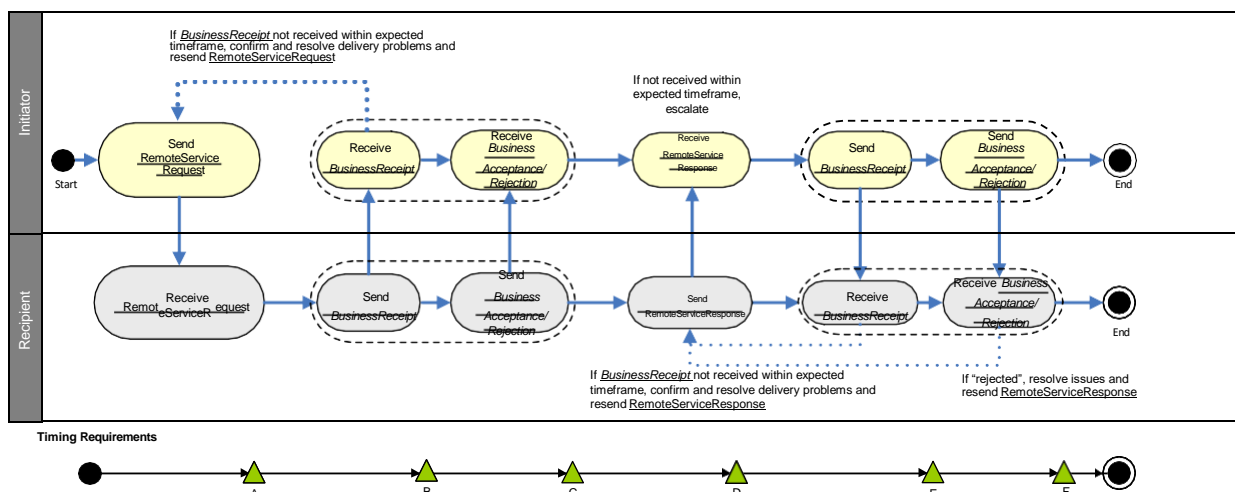 If BusinessReceipt not received within expected
timeframe, confirm and resolve delivery problems and
resend RemoteServiceRequest
If not received within
expected timeframe,
escalate
Initiator
Start
Send
RemoteService
Request
Receive
BusinessReceipt
Receive
Business
Acceptance/
Rejection
Receive
RemoteService
Response
Send
BusinessReceipt
Send
Business
Acceptance/
Rejection
End
Recipient
Receive
RemoteServiceR equest
Send
BusinessReceipt
Send
Business
Acceptance/
Rejection
Send
RemoteServiceResponse
Receive
BusinessReceipt
Receive Business
Acceptance/
Rejection
End
If BusinessReceipt not received within expected
timeframe, confirm and resolve delivery problems and
resend RemoteServiceResponse
If “rejected”, resolve issues and
resend RemoteServiceResponse
Timing Requirements
A B C D E F